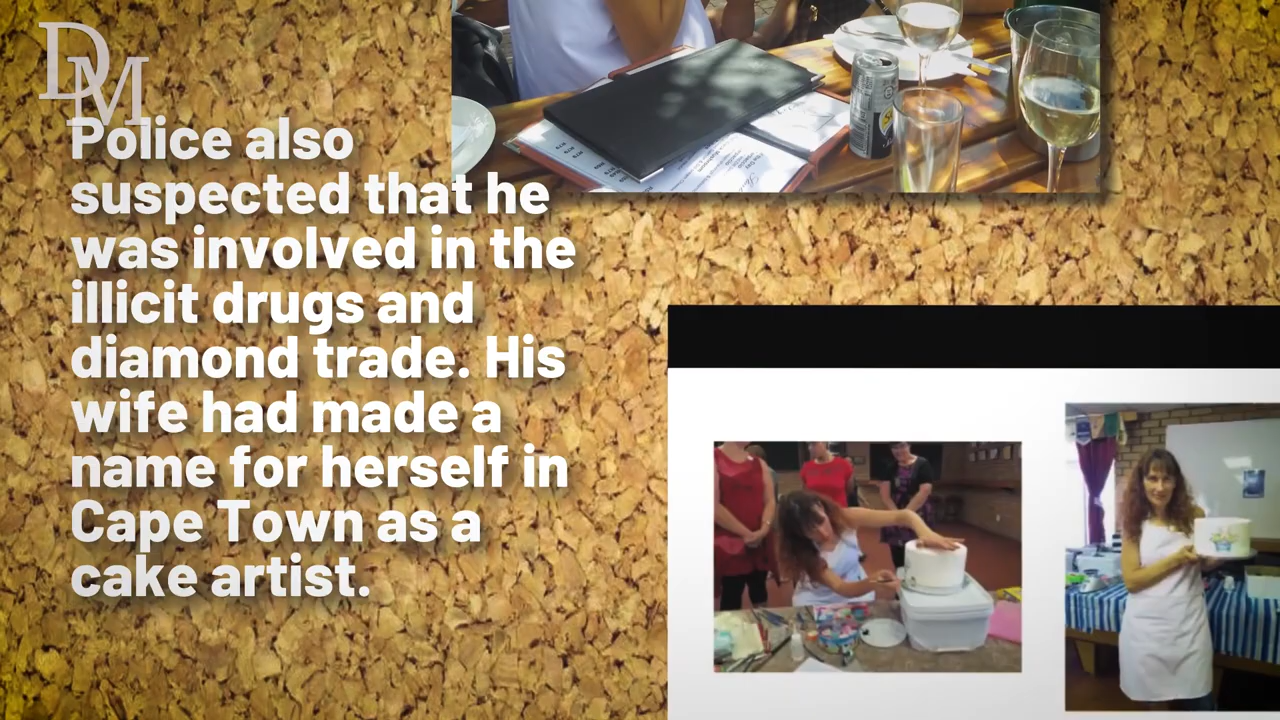 DM
Police also
suspected that he
was involved in the
illicit drugs and
diamond trade. His
wife had made a
name for herself in
Cape Town as a
cake artist.